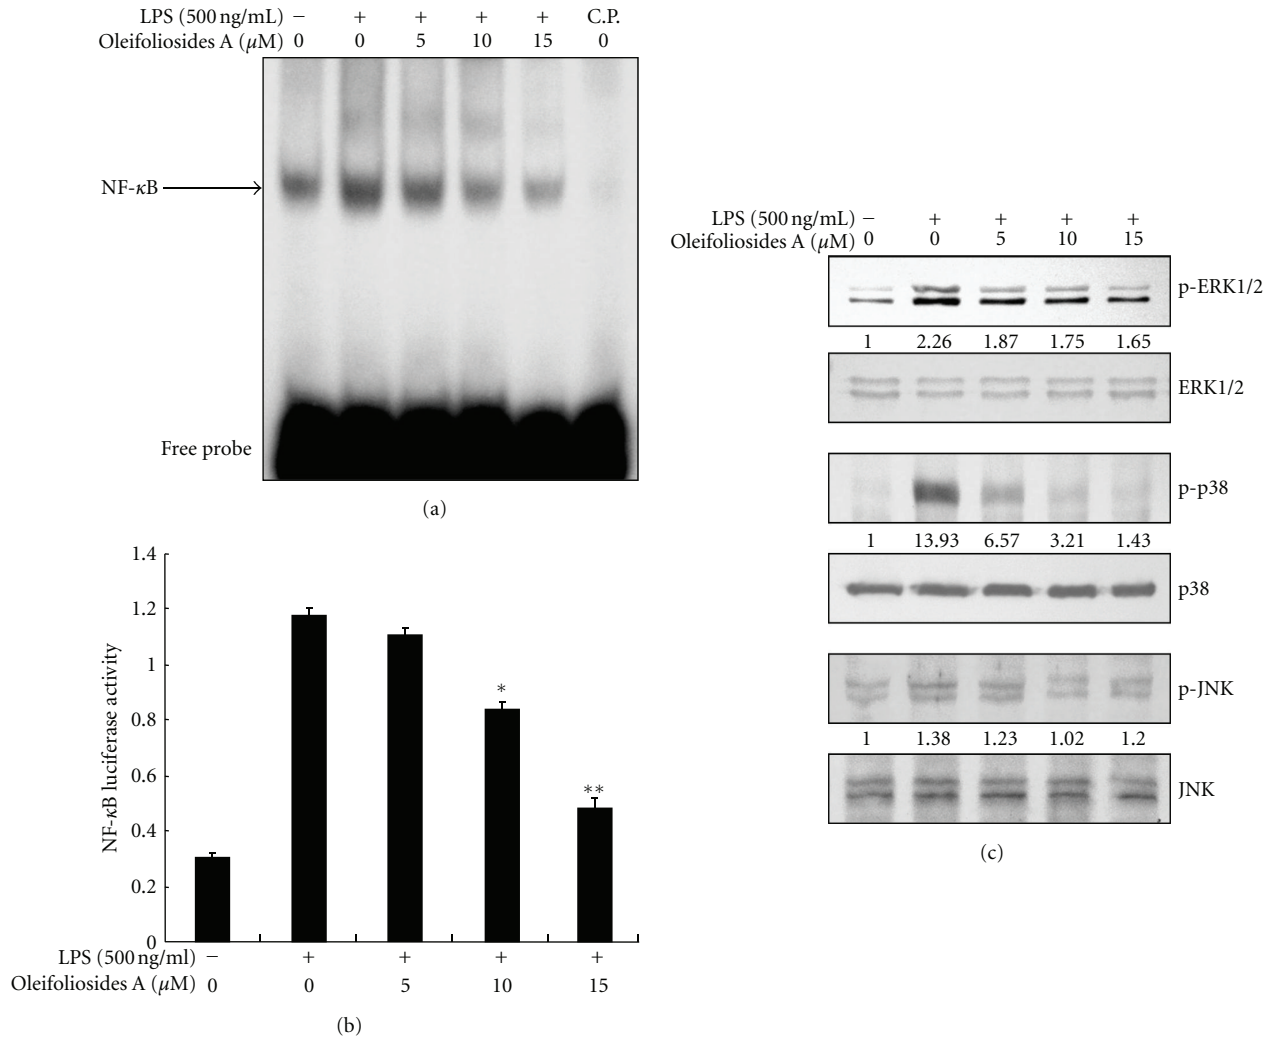 LPS (500 ng/mL) − + + + + C.P.
Oleifoliosides A (μM) 0 0 5 10 15 0
NF-κB
Free probe
(a)
1.4
1.2
1
0.8
0.6
0.4
0.2
0
NF-κB luciferase activity
*
**
LPS (500 ng/ml) − + + + +
Oleifoliosides A (μM) 0 0 5 10 15
(b)
LPS (500 ng/mL) − + + + +
Oleifoliosides A (μM) 0 0 5 10 15
p-ERK1/2
1 2.26 1.87 1.75 1.65
ERK1/2
p-p38
1 13.93 6.57 3.21 1.43
p38
p-JNK
1 1.38 1.23 1.02 1.2
JNK
(c)